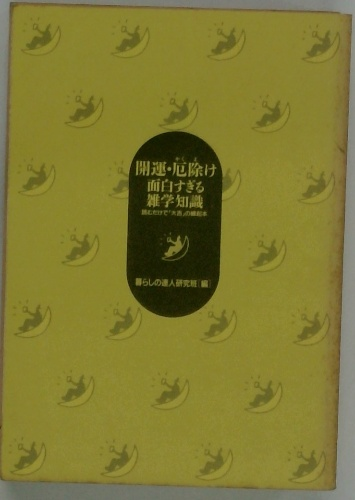 開運・厄除け
面白すぎる
雑学知識
読むだけで「大吉」の縁起本
暮らしの達人研究班[編]